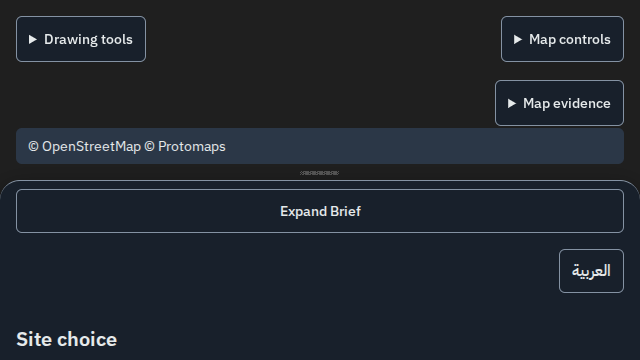 Drawing tools
Map controls
Map evidence
© OpenStreetMap © Protomaps
Expand Brief
العربية
Site choice